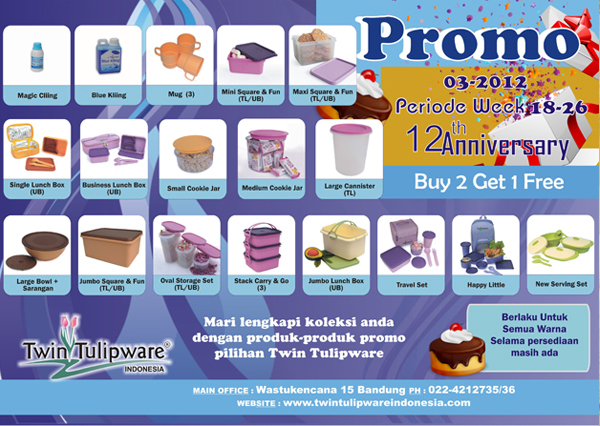 Promo
03-2012
Periode Week 18-26
12th Anniversary
Buy 2 Get 1 Free
Magic Cliing
Blue Kliing
Mug (3)
Mini Square & Fun
(TL/UB)
Maxi Square & Fun
(TL/UB)
Single Lunch Box
(UB)
Business Lunch Box
(UB)
Small Cookie Jar
Medium Cookie Jar
Large Cannister
(TL)
Large Bowl +
Sarangan
Jumbo Square & Fun
(TL/UB)
Oval Storage Set
(TL/UB)
Stack Carry & Go
(3)
Jumbo Lunch Box
(UB)
Travel Set
Happy Little
New Serving Set
Twin Tulipware®
INDONESIA
Mari lengkapi koleksi anda
dengan produk-produk promo
pilihan Twin Tulipware
Berlaku Untuk
Semua Warna
Selama persediaan
masih ada
MAIN OFFICE : Wastukencana 15 Bandung PH : 022-4212735/36
WEBSITE : www.twintulipwareindonesia.com